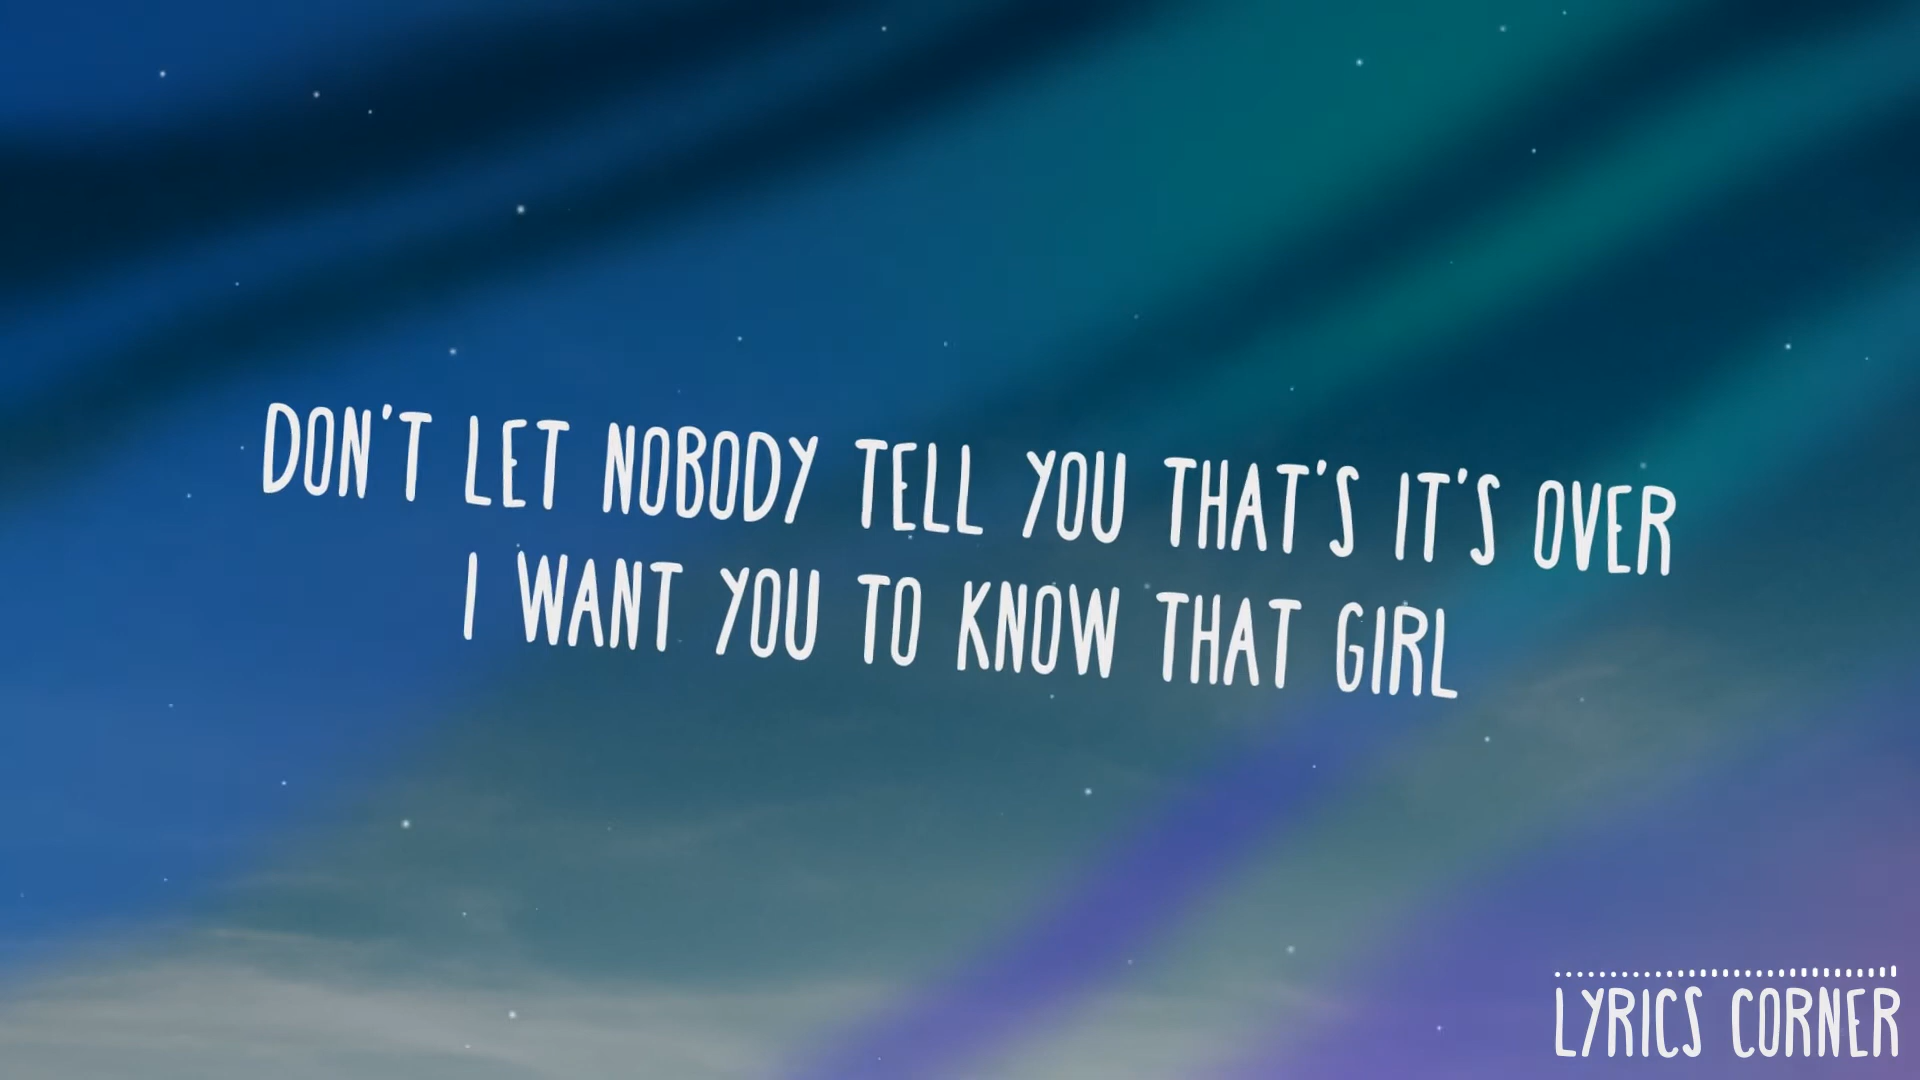 DON'T LET NOBODY TELL YOU THAT'S IT'S OVER
I WANT YOU TO KNOW THAT GIRL
LYRICS CORNER